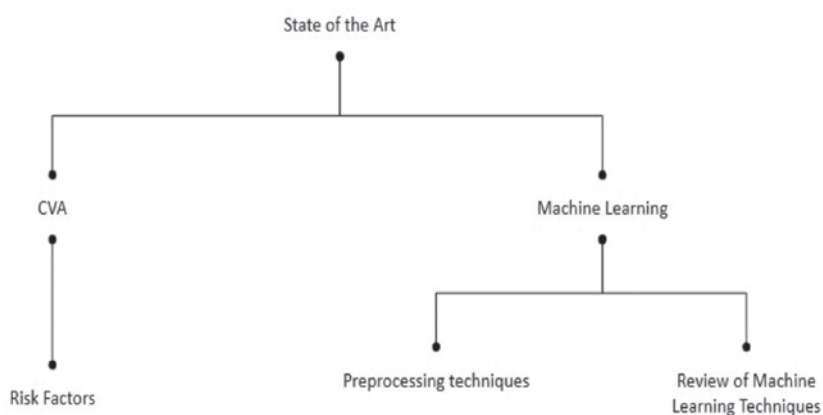 State of the Art
CVA
Machine Learning
Risk Factors
Preprocessing techniques
Review of Machine
Learning Techniques